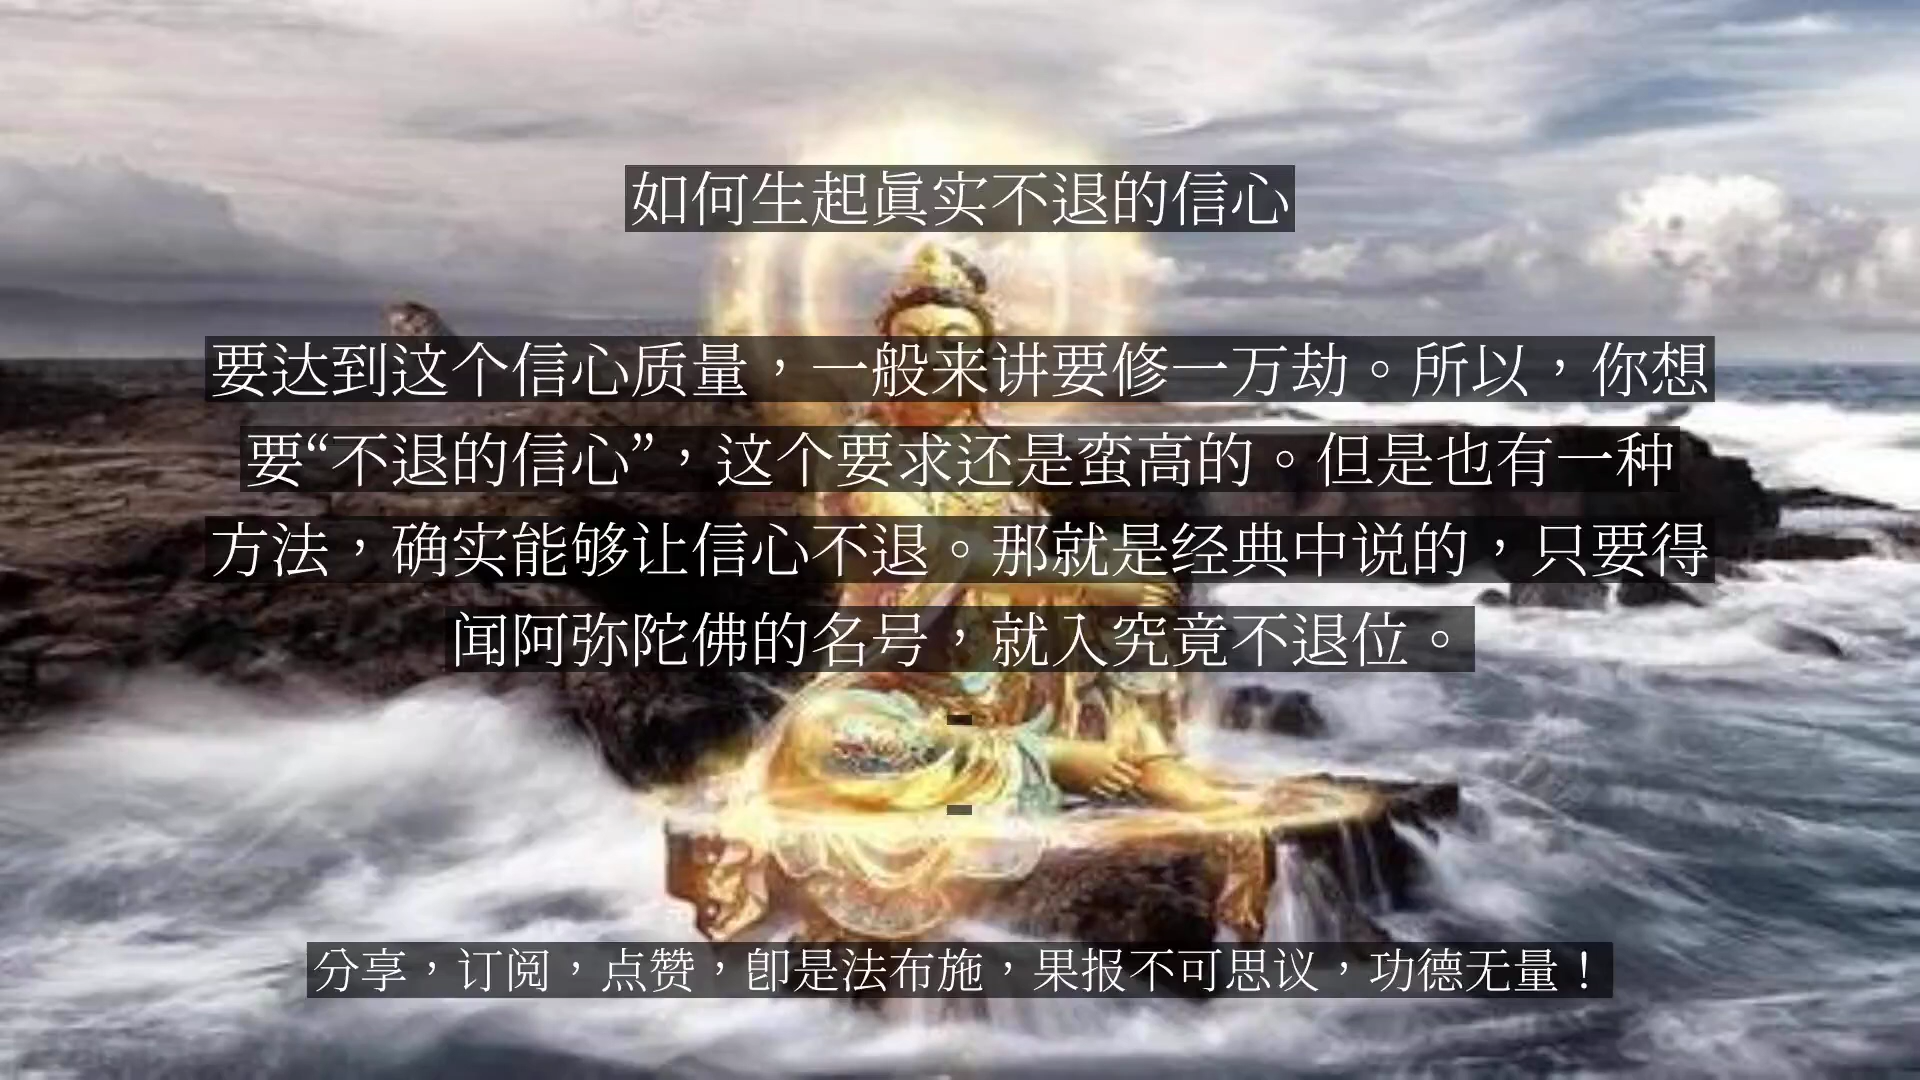 如何生起眞实不退的信心
要达到这个信心质量，一般来讲要修一万劫。所以，你想
要“不退的信心”，这个要求还是蛮高的。但是也有一种
方法，确实能够让信心不退。那就是经典中说的，只要得
闻阿弥陀佛的名号，就入究竟不退位。
-
-
分享，订阅，点赞，卽是法布施，果报不可思议，功德无量！